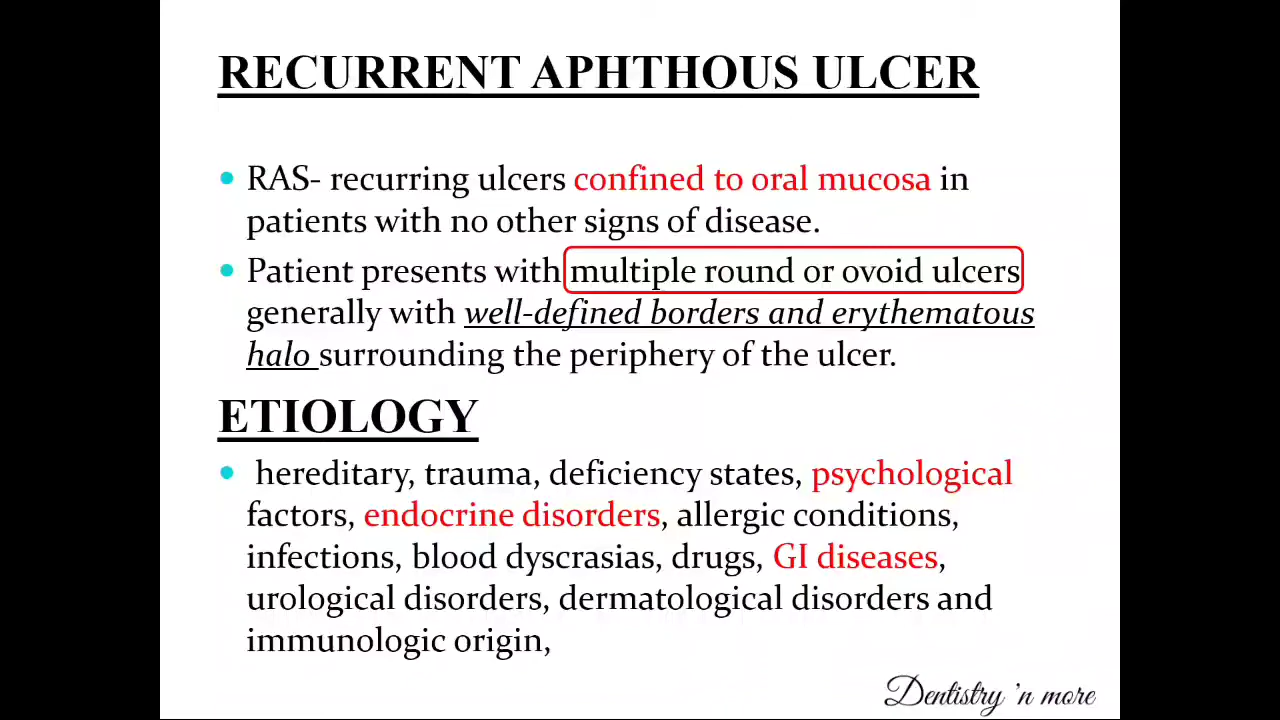 RECURRENT APHTHOUS ULCER
RAS- recurring ulcers confined to oral mucosa in
patients with no other signs of disease.
Patient presents with multiple round or ovoid ulcers
generally with well-defined borders and erythematous
halo surrounding the periphery of the ulcer.
ETIOLOGY
hereditary, trauma, deficiency states, psychological
factors, endocrine disorders, allergic conditions,
infections, blood dyscrasias, drugs, GI diseases,
urological disorders, dermatological disorders and
immunologic origin,
Dentistry 'n more